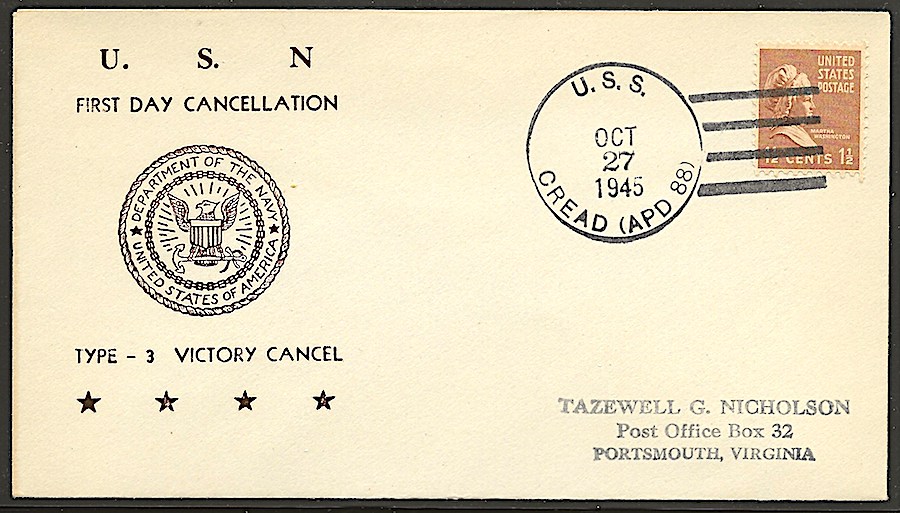 U. S. N
FIRST DAY CANCELLATION
DEPARTMENT OF THE NAVY
UNITED STATES OF AMERICA
TYPE - 3 VICTORY CANCEL
U. S. S.
OCT
27
1945
CREAD (APD 88)
UNITED
STATES
POSTAGE
MARTHA
WASHINGTON
1½ CENTS 1½
TAZEWELL G. NICHOLSON
Post Office Box 32
PORTSMOUTH, VIRGINIA